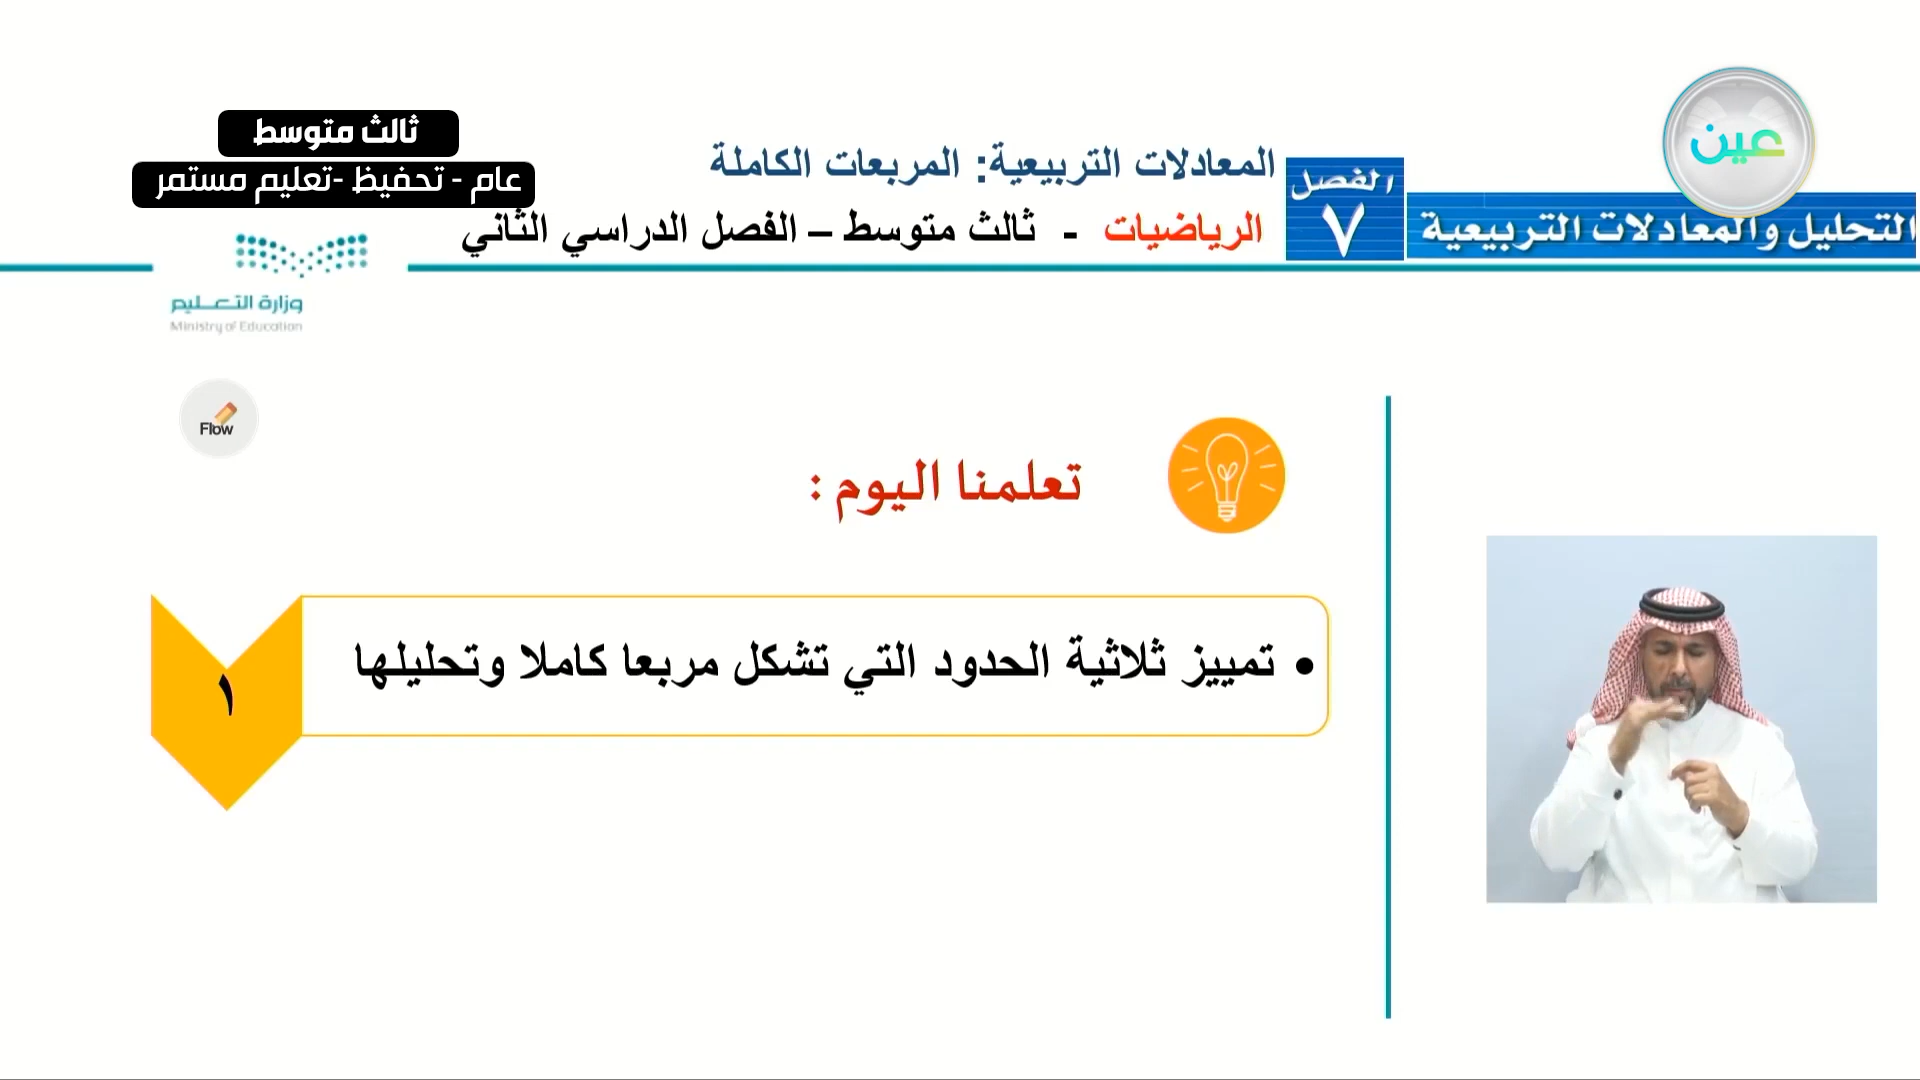 عين
ثالث متوسط
عام - تحفيظ -تعليم مستمر
المعادلات التربيعية: المربعات الكاملة
الفصل
٧
التحليل والمعادلات التربيعية
الرياضيات - ثالث متوسط – الفصل الدراسي الثاني
وزارة التعـــليم
Ministry of Education
Flow
تعلمنا اليوم :
• تمييز ثلاثية الحدود التي تشكل مربعا كاملا وتحليلها
١